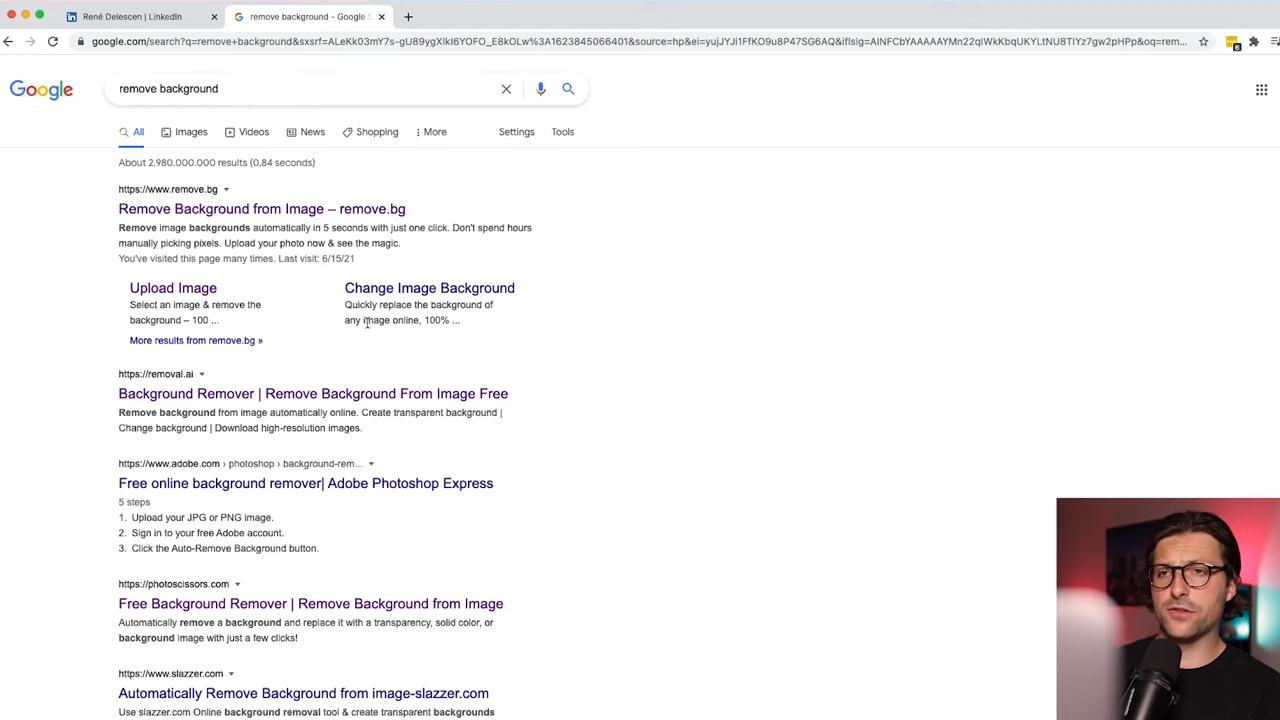 René Delescen | LinkedIn
remove background - Google S
google.com/search?q=remove+background&sxsrf=ALeKk03mY7s-gU89ygXlkI6YOFO_E8kOLw%3A1623845066401&source=hp&ei=yujJYJi1FfKO9u8P47SG6AQ&iflsig=AINFCbYAAAAAYMn22qlWkKbqUKYLtNU8TlYz7gw2pHPp&oq=rem...
6
Google
remove background
All
Images
Videos
News
Shopping
More
Settings
Tools
About 2.980.000.000 results (0,84 seconds)
https://www.remove.bg
Remove Background from Image – remove.bg
Remove image backgrounds automatically in 5 seconds with just one click. Don't spend hours
manually picking pixels. Upload your photo now & see the magic.
You've visited this page many times. Last visit: 6/15/21
Upload Image
Select an image & remove the
background – 100 ...
Change Image Background
Quickly replace the background of
any image online, 100% ...
More results from remove.bg »
https://removal.ai
Background Remover | Remove Background From Image Free
Remove background from image automatically online. Create transparent background |
Change background | Download high-resolution images.
https://www.adobe.com › photoshop › background-rem...
Free online background remover| Adobe Photoshop Express
5 steps
1. Upload your JPG or PNG image.
2. Sign in to your free Adobe account.
3. Click the Auto-Remove Background button.
https://photoscissors.com
Free Background Remover | Remove Background from Image
Automatically remove a background and replace it with a transparency, solid color, or
background image with just a few clicks!
https://www.slazzer.com
Automatically Remove Background from image-slazzer.com
Use slazzer.com Online background removal tool & create transparent backgrounds